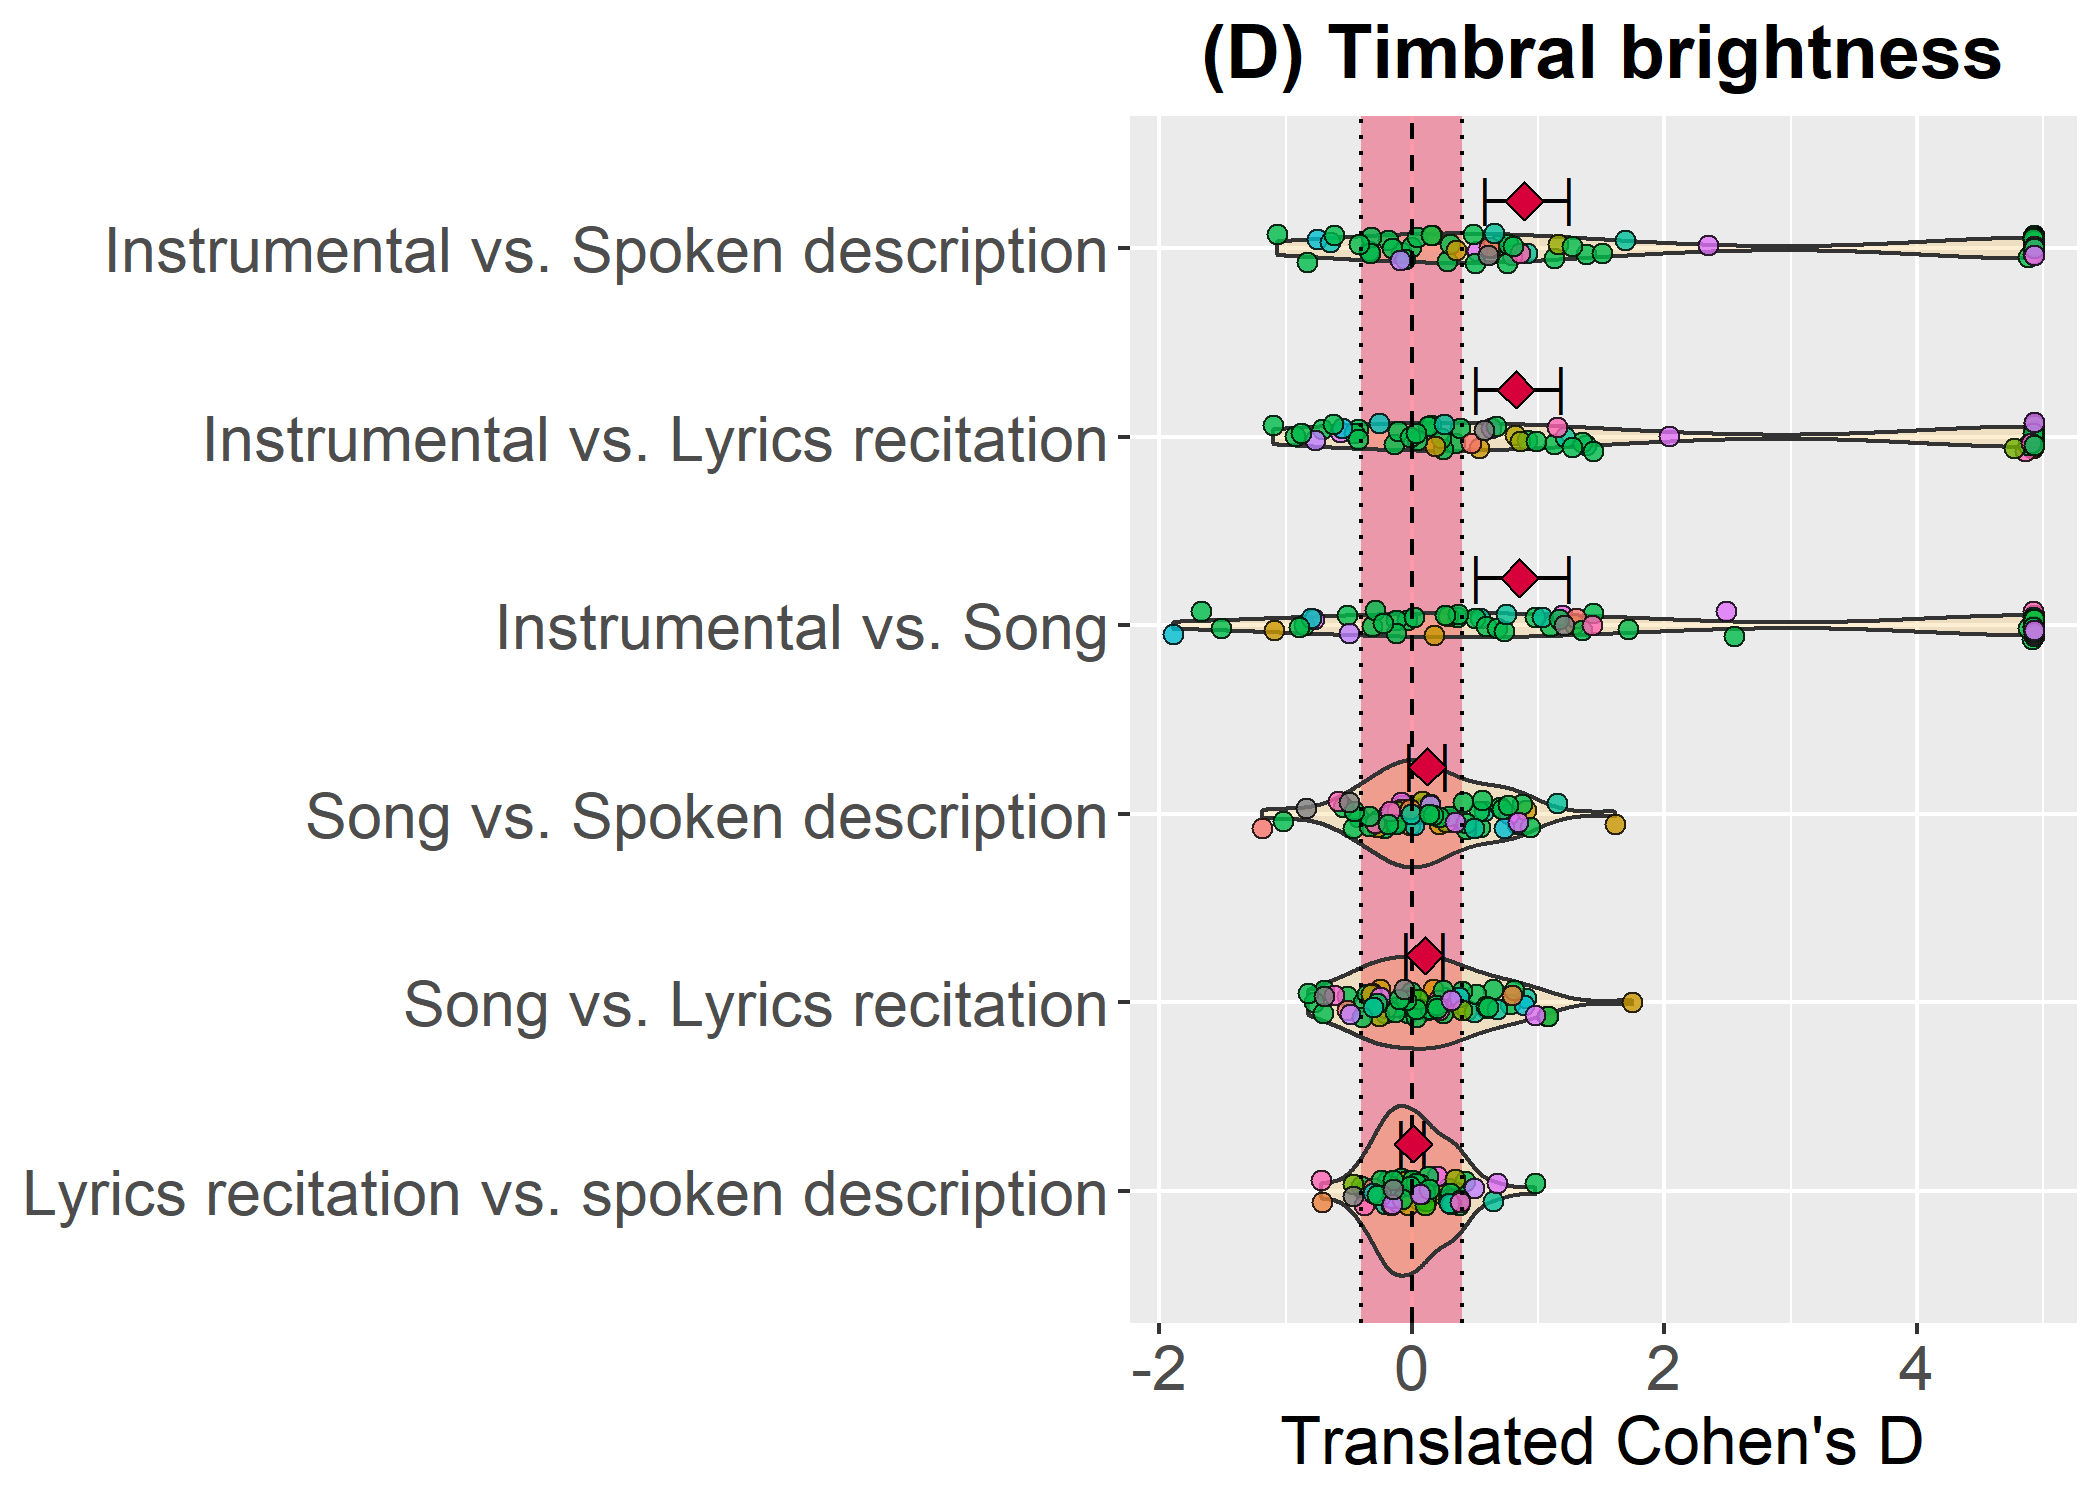 (D) Timbral brightness
Instrumental vs. Spoken description
Instrumental vs. Lyrics recitation
Instrumental vs. Song
Song vs. Spoken description
Song vs. Lyrics recitation
Lyrics recitation vs. spoken description
-2 0 2 4
Translated Cohen's D